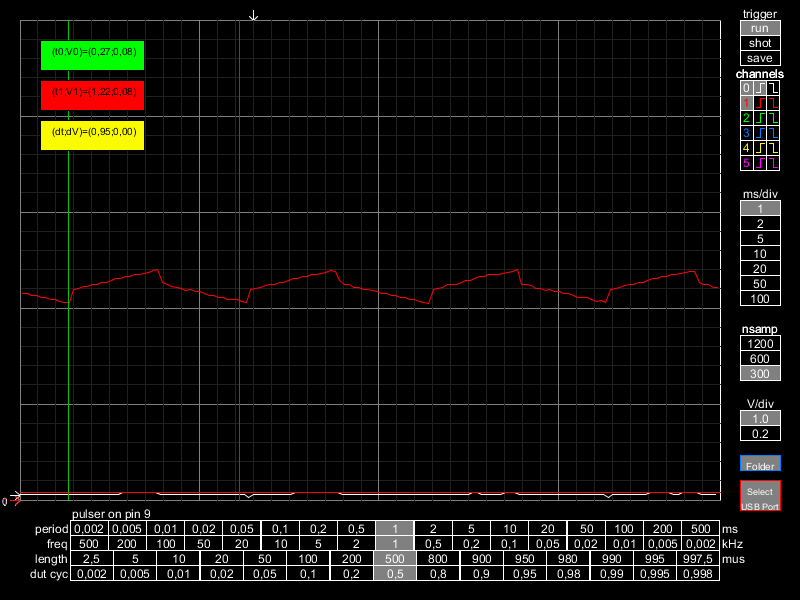 trigger
run
shot
save
(t0;V0)=(0,27;0,08)
(t1;V1)=(1,22;0,08)
(dt;dV)=(0,95;0,00)
channels
0
1
2
3
4
5
ms/div
1
2
5
10
20
50
100
nsamp
1200
600
300
V/div
1.0
0.2
Folder
Select
USB Port
0
pulser on pin 9
period 0,002 0,005 0,01 0,02 0,05 0,1 0,2 0,5 1 2 5 10 20 50 100 200 500 ms
freq 500 200 100 50 20 10 5 2 1 0,5 0,2 0,1 0,05 0,02 0,01 0,005 0,002 kHz
length 2,5 5 10 20 50 100 200 500 800 900 950 980 990 995 997,5 mus
dut cyc 0,002 0,005 0,01 0,02 0,05 0,1 0,2 0,5 0,8 0,9 0,95 0,98 0,99 0,995 0,998